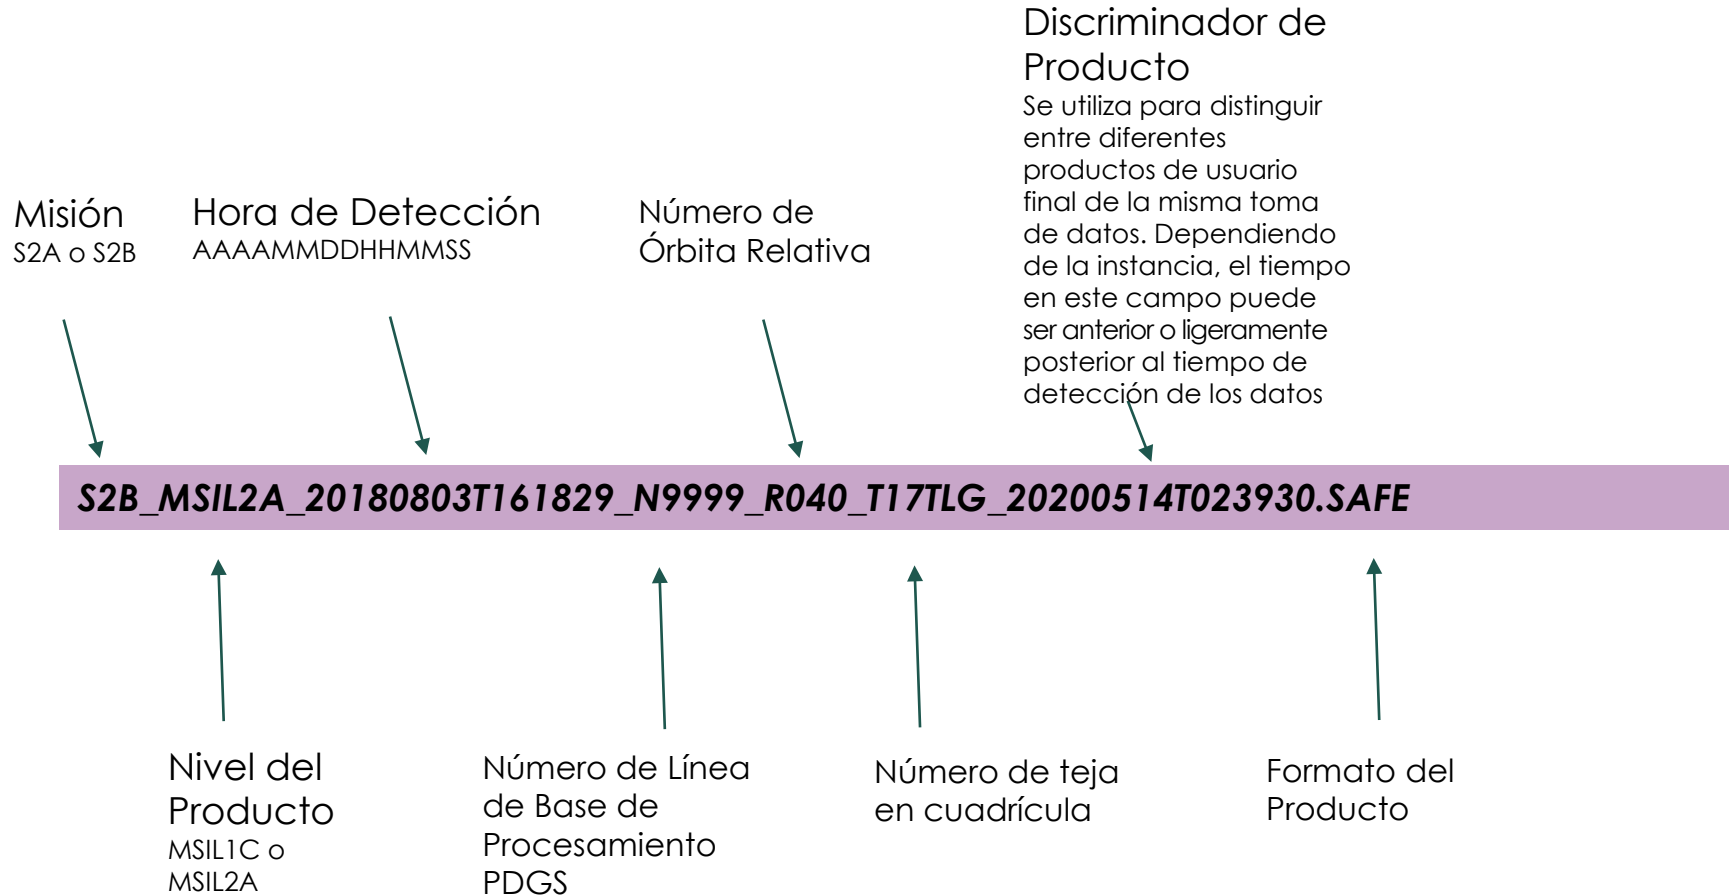 Discriminador de
Producto
Se utiliza para distinguir
entre diferentes
productos de usuario
final de la misma toma
de datos. Dependiendo
de la instancia, el tiempo
en este campo puede
ser anterior o ligeramente
posterior al tiempo de
detección de los datos
Misión
S2A o S2B
Hora de Detección
AAAAMMDDHHMMSS
Número de
Órbita Relativa
S2B_MSIL2A_20180803T161829_N9999_R040_T17TLG_20200514T023930.SAFE
Nivel del
Producto
MSIL1C o
MSIL2A
Número de Línea
de Base de
Procesamiento
PDGS
Número de teja
en cuadrícula
Formato del
Producto